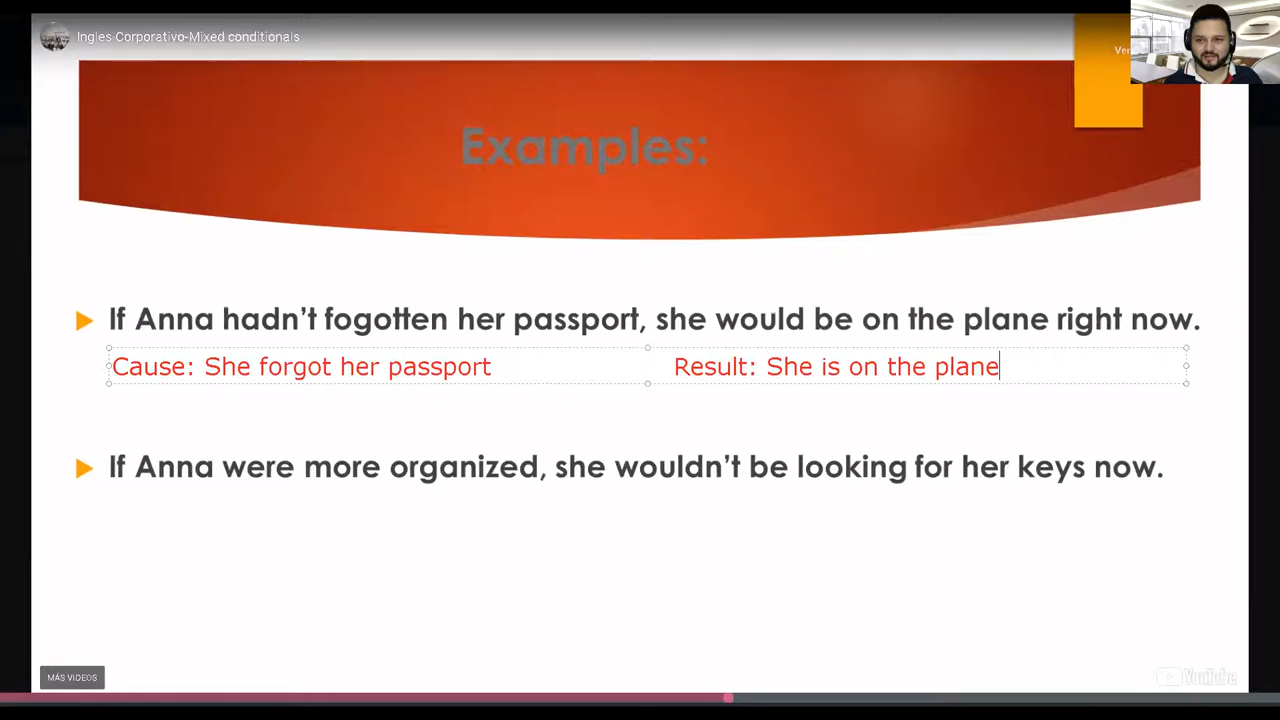 Ingles Corporativo-Mixed conditionals
Ver
Examples:
If Anna hadn’t fogotten her passport, she would be on the plane right now.
Cause: She forgot her passport Result: She is on the plane
If Anna were more organized, she wouldn’t be looking for her keys now.
MÁS VIDEOS
YouTube